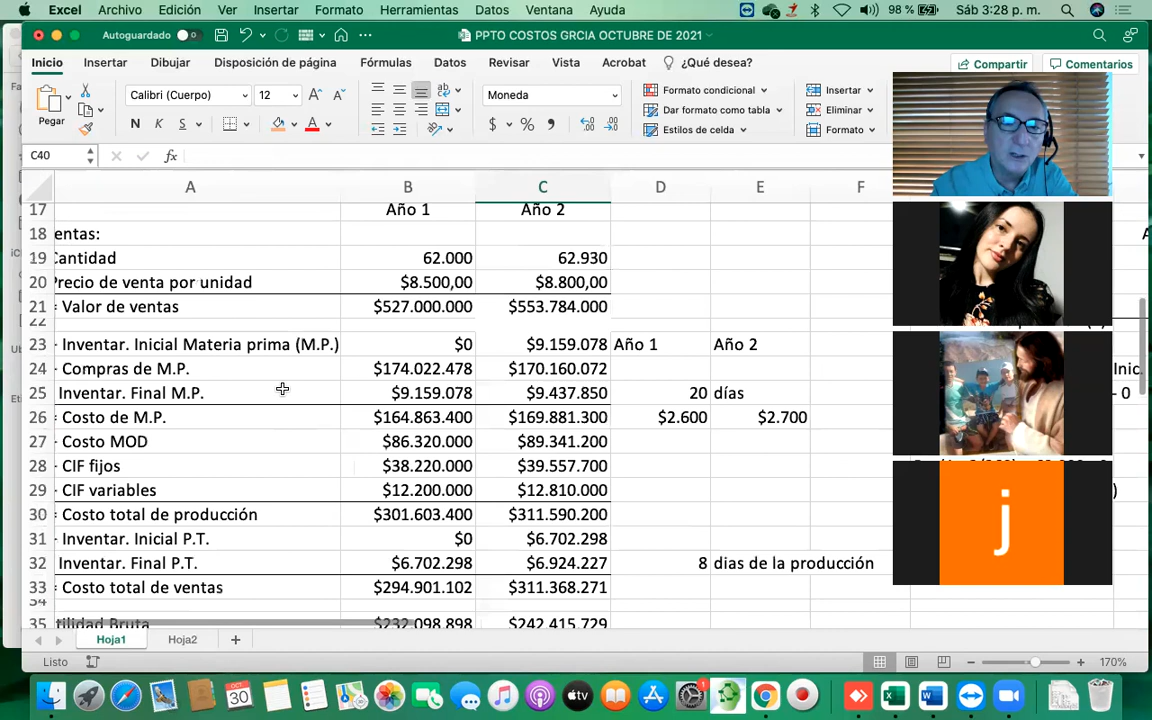 Excel Archivo Edición Ver Insertar Formato Herramientas Datos Ventana Ayuda 98 % Sáb 3:28 p. m.
Autoguardado PPTO COSTOS GRCIA OCTUBRE DE 2021
Inicio Insertar Dibujar Disposición de página Fórmulas Datos Revisar Vista Acrobat ¿Qué desea? Compartir Comentarios
Calibri (Cuerpo) 12 Moneda Formato condicional Insertar
Dar formato como tabla Eliminar
Pegar N K S A $ % Estilos de celda Formato
C40 fx
A B C D E F
17 Año 1 Año 2
18 entas:
19 Cantidad 62.000 62.930
20 Precio de venta por unidad $8.500,00 $8.800,00
21 = Valor de ventas $527.000.000 $553.784.000
22
23 - Inventar. Inicial Materia prima (M.P.) $0 $9.159.078 Año 1 Año 2
24 - Compras de M.P. $174.022.478 $170.160.072
25 Inventar. Final M.P. $9.159.078 $9.437.850 20 días - 0
26 = Costo de M.P. $164.863.400 $169.881.300 $2.600 $2.700
27 - Costo MOD $86.320.000 $89.341.200
28 - CIF fijos $38.220.000 $39.557.700
29 - CIF variables $12.200.000 $12.810.000
30 = Costo total de producción $301.603.400 $311.590.200
31 - Inventar. Inicial P.T. $0 $6.702.298
32 Inventar. Final P.T. $6.702.298 $6.924.227 8 dias de la producción
33 = Costo total de ventas $294.901.102 $311.368.271
34
35 tilidad Bruta $232.098.898 $242.415.729
Hoja1 Hoja2 +
Listo 170%
OCT
30
j